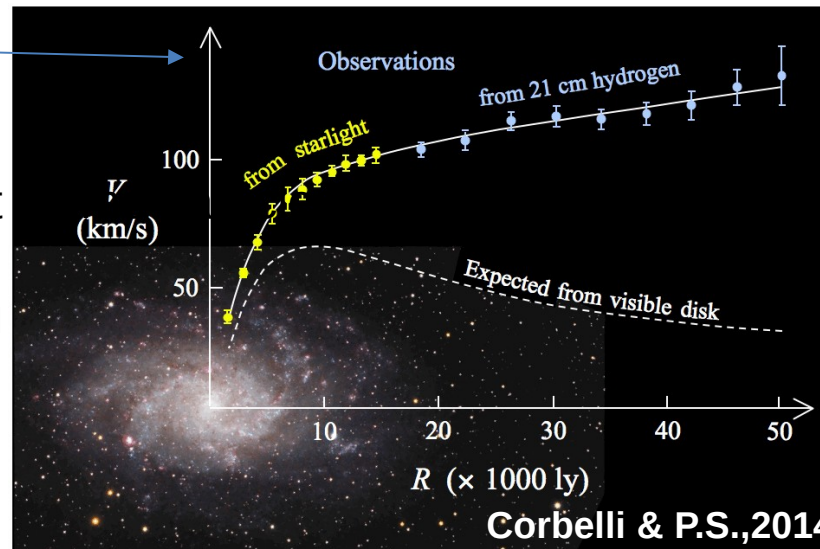 Observations
from 21 cm hydrogen
from starlight
100
V
(km/s)
50
Expected from visible disk
10
20
30
40
50
R (× 1000 ly)
Corbelli & P.S.,2014